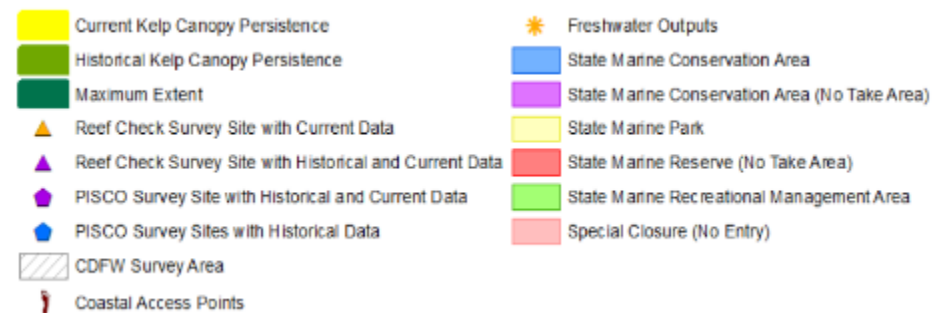 Current Kelp Canopy Persistence
Historical Kelp Canopy Persistence
Maximum Extent
Reef Check Survey Site with Current Data
Reef Check Survey Site with Historical and Current Data
PISCO Survey Site with Historical and Current Data
PISCO Survey Sites with Historical Data
CDFW Survey Area
Coastal Access Points
Freshwater Outputs
State Marine Conservation Area
State Marine Conservation Area (No Take Area)
State Marine Park
State Marine Reserve (No Take Area)
State Marine Recreational Management Area
Special Closure (No Entry)